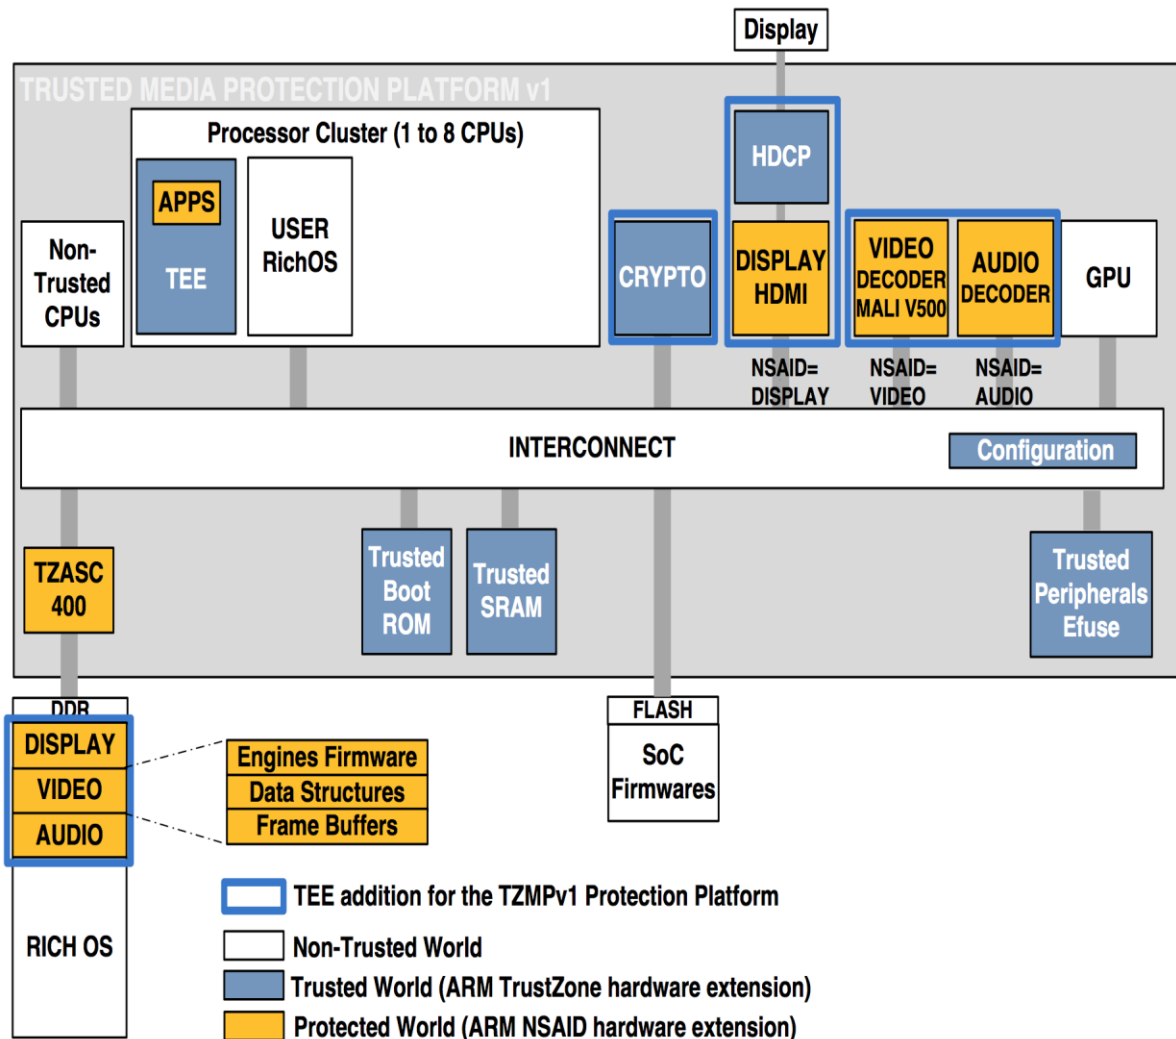 Display
TRUSTED MEDIA PROTECTION PLATFORM v1
Processor Cluster (1 to 8 CPUs)
APPS
TEE
USER
RichOS
Non-
Trusted
CPUs
HDCP
CRYPTO
DISPLAY
HDMI
VIDEO
DECODER
MALI V500
AUDIO
DECODER
GPU
NSAID=
DISPLAY
NSAID=
VIDEO
NSAID=
AUDIO
INTERCONNECT
Configuration
TZASC
400
Trusted
Boot
ROM
Trusted
SRAM
Trusted
Peripherals
Efuse
DDR
DISPLAY
VIDEO
AUDIO
RICH OS
Engines Firmware
Data Structures
Frame Buffers
FLASH
SoC
Firmwares
TEE addition for the TZMPv1 Protection Platform
Non-Trusted World
Trusted World (ARM TrustZone hardware extension)
Protected World (ARM NSAID hardware extension)